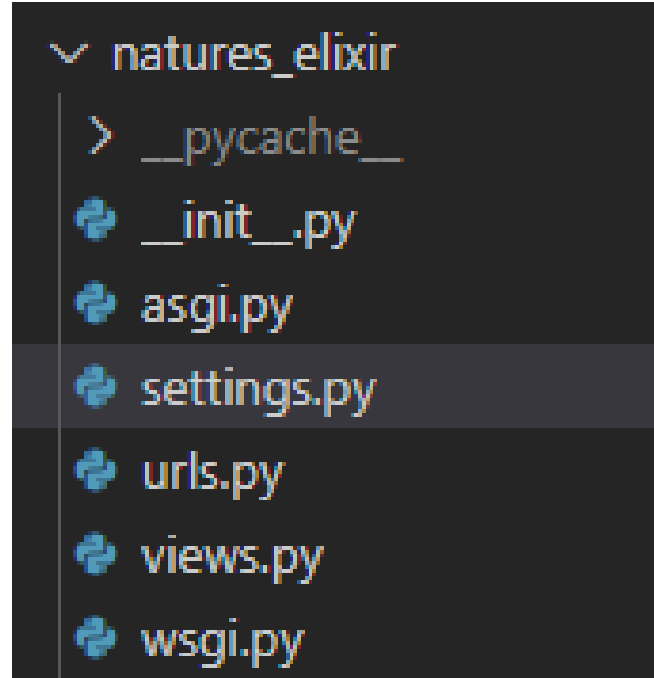 natures_elixir
__pycache__
__init__.py
asgi.py
settings.py
urls.py
views.py
wsgi.py